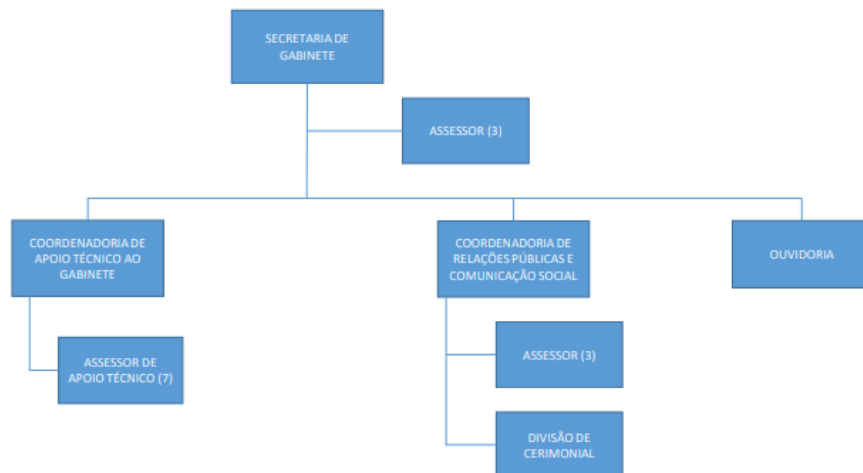 SECRETARIA DE
GABINETE
ASSESSOR (3)
COORDENADORIA DE
APOIO TÉCNICO AO
GABINETE
COORDENADORIA DE
RELAÇÕES PÚBLICAS E
COMUNICAÇÃO SOCIAL
OUVIDORIA
ASSESSOR DE
APOIO TÉCNICO (7)
ASSESSOR (3)
DIVISÃO DE
CERIMONIAL